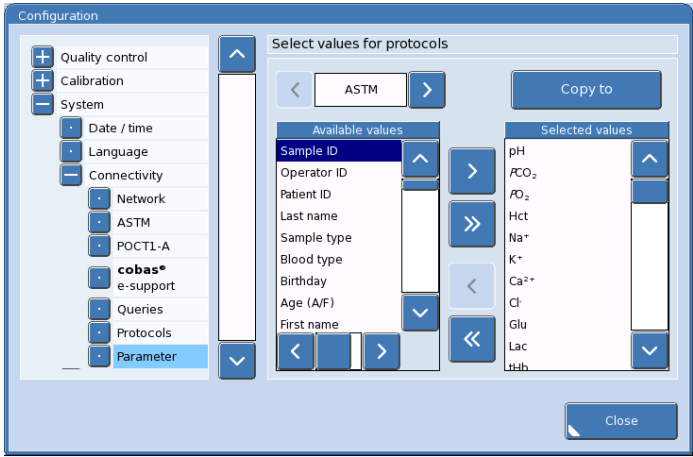 Configuration
Quality control
Calibration
System
Date / time
Language
Connectivity
Network
ASTM
POCT1-A
cobas®
e-support
Queries
Protocols
Parameter
Select values for protocols
ASTM
Copy to
Available values
Sample ID
Operator ID
Patient ID
Last name
Sample type
Blood type
Birthday
Age (A/F)
First name
Selected values
pH
PCO₂
PO₂
Hct
Na⁺
K⁺
Ca²⁺
Cl⁻
Glu
Lac
tHb
Close